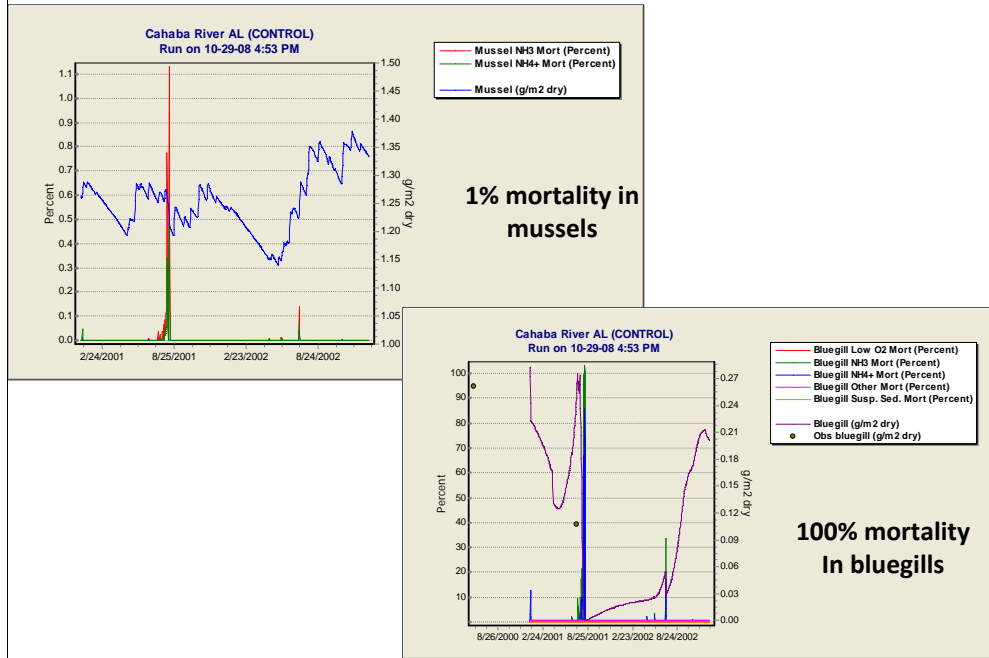 Cahaba River AL (CONTROL)
Run on 10-29-08 4:53 PM
Mussel NH3 Mort (Percent)
Mussel NH4+ Mort (Percent)
Mussel (g/m2 dry)
1.1
1.0
0.9
0.8
0.7
0.6
0.5
0.4
0.3
0.2
0.1
0.0
Percent
1.50
1.45
1.40
1.35
1.30
1.25
1.20
1.15
1.10
1.05
1.00
g/m2 dry
2/24/2001 8/25/2001 2/23/2002 8/24/2002
1% mortality in
mussels
Cahaba River AL (CONTROL)
Run on 10-29-08 4:53 PM
Bluegill Low O2 Mort (Percent)
Bluegill NH3 Mort (Percent)
Bluegill NH4+ Mort (Percent)
Bluegill Other Mort (Percent)
Bluegill Susp. Sed. Mort (Percent)
Bluegill (g/m2 dry)
Obs bluegill (g/m2 dry)
100
90
80
70
60
50
40
30
20
10
Percent
0.27
0.24
0.21
0.18
0.15
0.12
0.09
0.06
0.03
0.00
g/m2 dry
8/26/2000 2/24/2001 8/25/2001 2/23/2002 8/24/2002
100% mortality
In bluegills